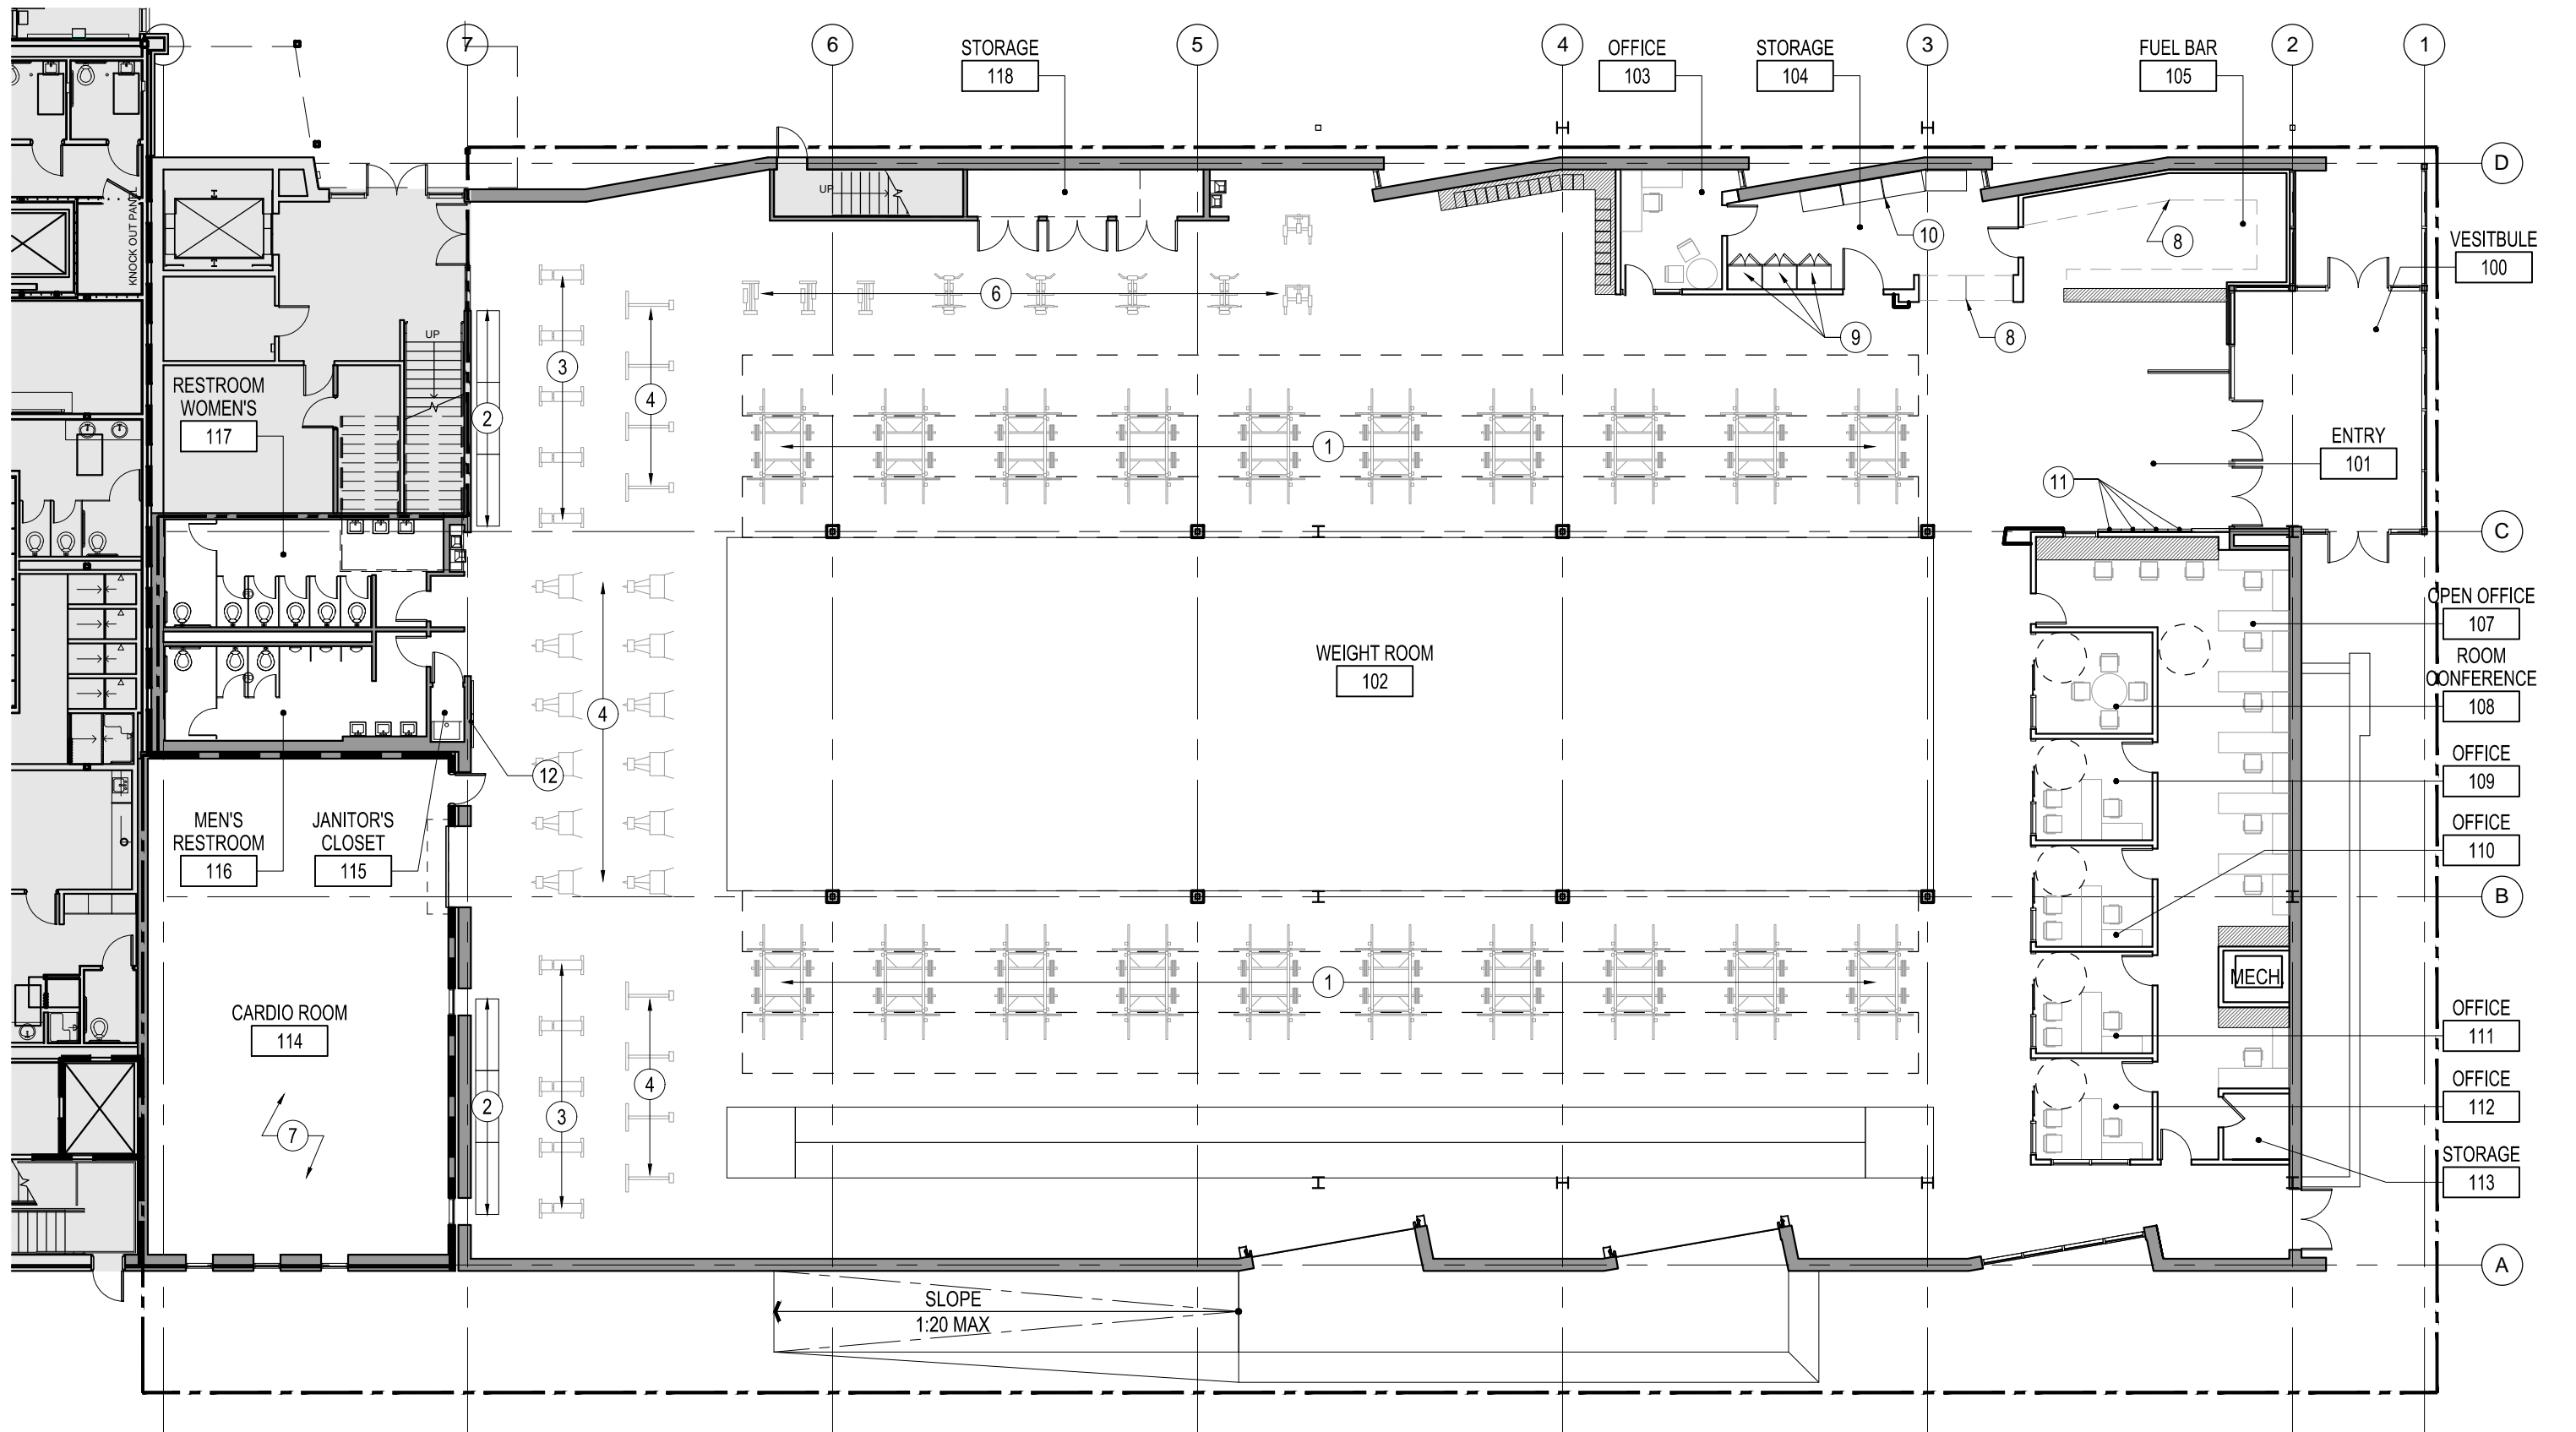 7
6
5
4
3
2
1
STORAGE
118
OFFICE
103
STORAGE
104
FUEL BAR
105
D
KNOCK OUT PANEL
UP
10
8
VESITBULE
100
6
9
8
UP
3
4
2
RESTROOM
WOMEN'S
117
1
ENTRY
101
11
C
OPEN OFFICE
107
WEIGHT ROOM
102
ROOM
CONFERENCE
108
4
12
OFFICE
109
MEN'S
RESTROOM
116
JANITOR'S
CLOSET
115
OFFICE
110
B
MECH.
1
CARDIO ROOM
114
OFFICE
111
4
2
3
OFFICE
112
7
STORAGE
113
A
SLOPE
1:20 MAX